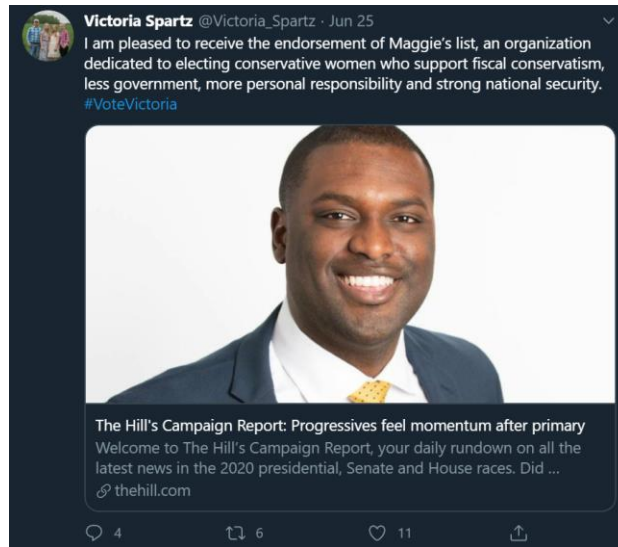 Victoria Spartz @Victoria_Spartz · Jun 25
I am pleased to receive the endorsement of Maggie's list, an organization
dedicated to electing conservative women who support fiscal conservatism,
less government, more personal responsibility and strong national security.
#VoteVictoria
The Hill's Campaign Report: Progressives feel momentum after primary
Welcome to The Hill's Campaign Report, your daily rundown on all the
latest news in the 2020 presidential, Senate and House races. Did ...
thehill.com
4 6 11